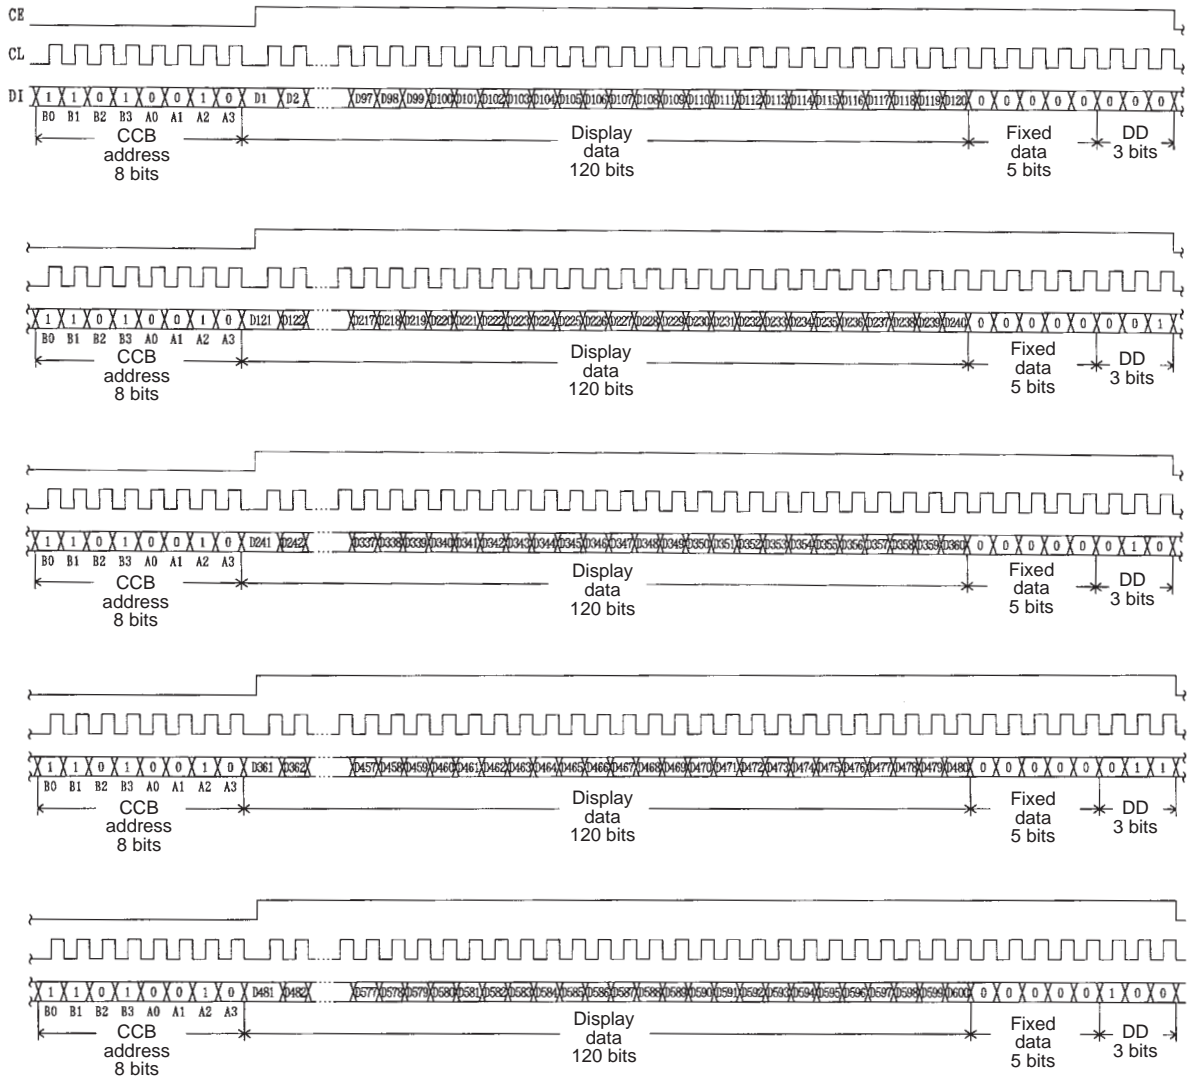 CE
CL
DI 1 1 0 1 0 0 1 0 D1 D2 D97 D98 D99 D100 D101 D102 D103 D104 D105 D106 D107 D108 D109 D110 D111 D112 D113 D114 D115 D116 D117 D118 D119 D120 0 0 0 0 0 0 0 0
B0 B1 B2 B3 A0 A1 A2 A3
CCB address 8 bits
Display data 120 bits
Fixed data 5 bits
DD 3 bits
1 1 0 1 0 0 1 0 D121 D122 D217 D218 D219 D220 D221 D222 D223 D224 D225 D226 D227 D228 D229 D230 D231 D232 D233 D234 D235 D236 D237 D238 D239 D240 0 0 0 0 0 0 0 1
B0 B1 B2 B3 A0 A1 A2 A3
CCB address 8 bits
Display data 120 bits
Fixed data 5 bits
DD 3 bits
1 1 0 1 0 0 1 0 D241 D242 D337 D338 D339 D340 D341 D342 D343 D344 D345 D346 D347 D348 D349 D350 D351 D352 D353 D354 D355 D356 D357 D358 D359 D360 0 0 0 0 0 0 1 0
B0 B1 B2 B3 A0 A1 A2 A3
CCB address 8 bits
Display data 120 bits
Fixed data 5 bits
DD 3 bits
1 1 0 1 0 0 1 0 D361 D362 D457 D458 D459 D460 D461 D462 D463 D464 D465 D466 D467 D468 D469 D470 D471 D472 D473 D474 D475 D476 D477 D478 D479 D480 0 0 0 0 0 0 1 1
B0 B1 B2 B3 A0 A1 A2 A3
CCB address 8 bits
Display data 120 bits
Fixed data 5 bits
DD 3 bits
1 1 0 1 0 0 1 0 D481 D482 D577 D578 D579 D580 D581 D582 D583 D584 D585 D586 D587 D588 D589 D590 D591 D592 D593 D594 D595 D596 D597 D598 D599 D600 0 0 0 0 0 1 0 0
B0 B1 B2 B3 A0 A1 A2 A3
CCB address 8 bits
Display data 120 bits
Fixed data 5 bits
DD 3 bits